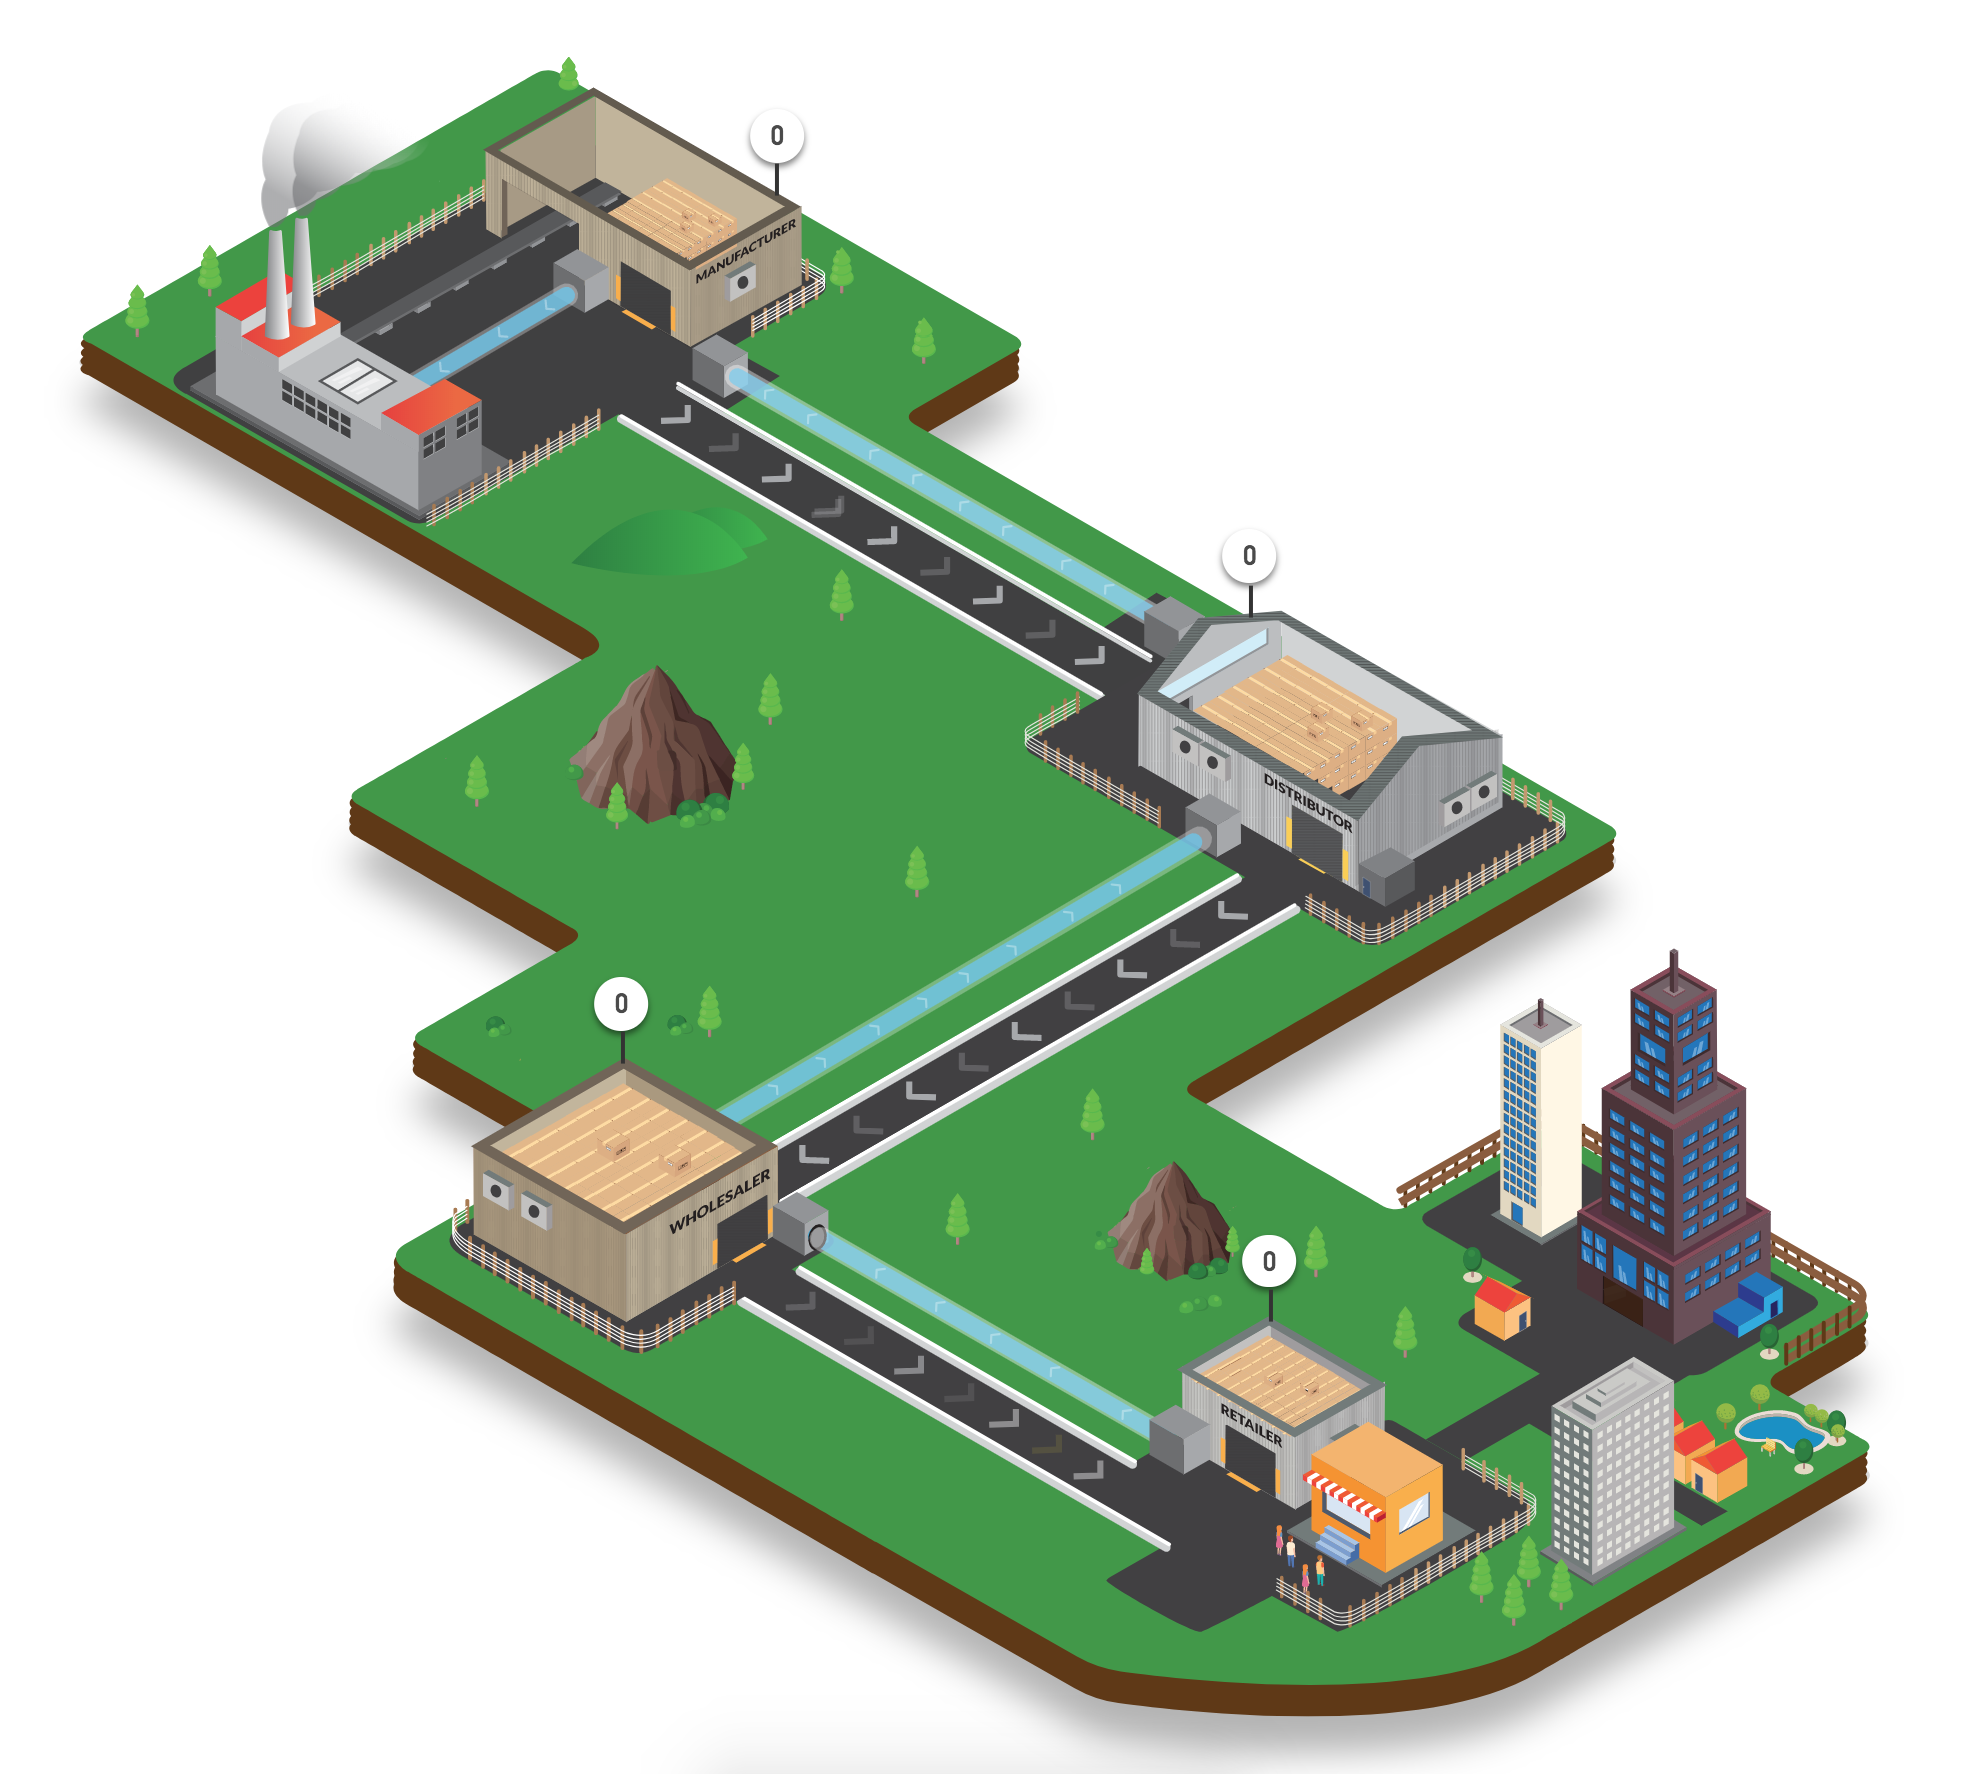 0
MANUFACTURER
0
DISTRIBUTOR
0
WHOLESALER
0
RETAILER